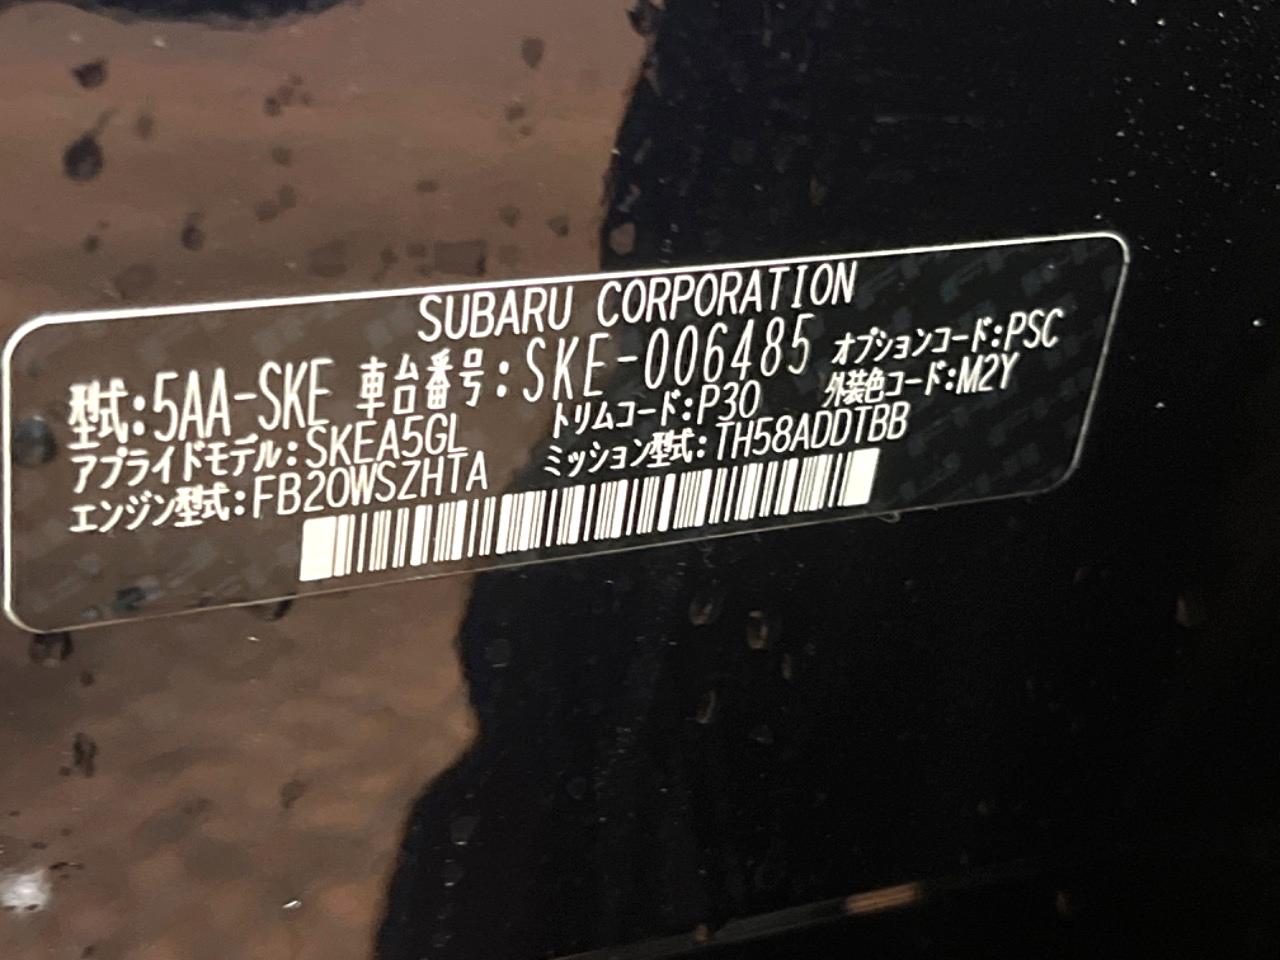 SUBARU CORPORATION
型式:5AA-SKE 車台番号:SKE-006485 オプションコード:PSC
アプライドモデル:SKEA5GL トリムコード:P30 外装色コード:M2Y
エンジン型式:FB20WSZHTA ミッション型式:TH58ADDTBB